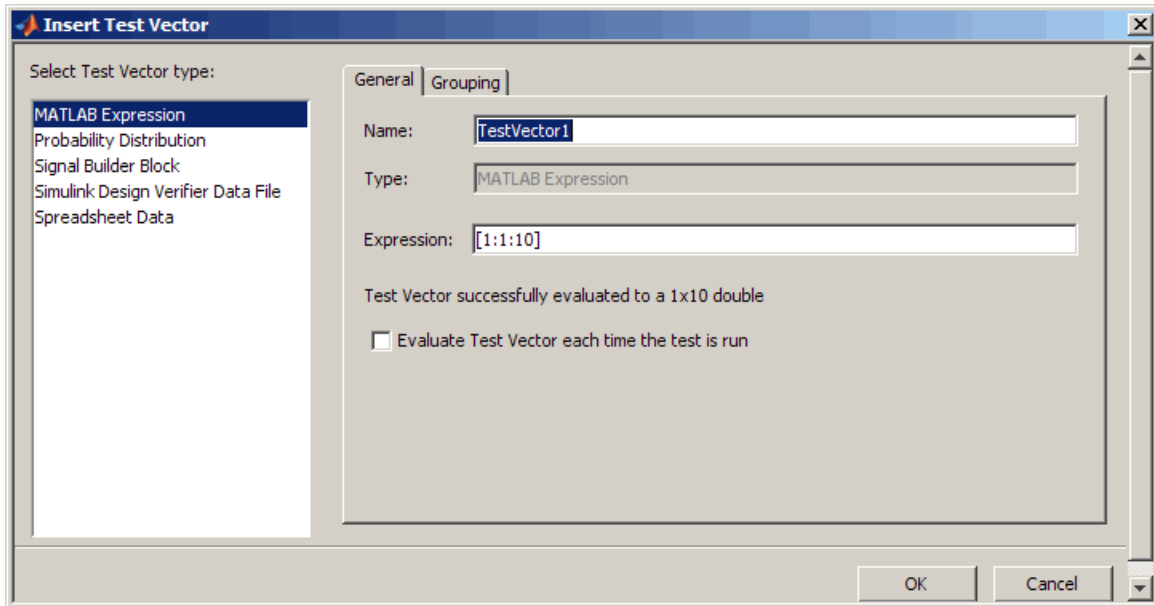 Insert Test Vector
Select Test Vector type:
MATLAB Expression
Probability Distribution
Signal Builder Block
Simulink Design Verifier Data File
Spreadsheet Data
General
Grouping
Name:
TestVector1
Type:
MATLAB Expression
Expression:
[1:1:10]
Test Vector successfully evaluated to a 1x10 double
Evaluate Test Vector each time the test is run
OK
Cancel